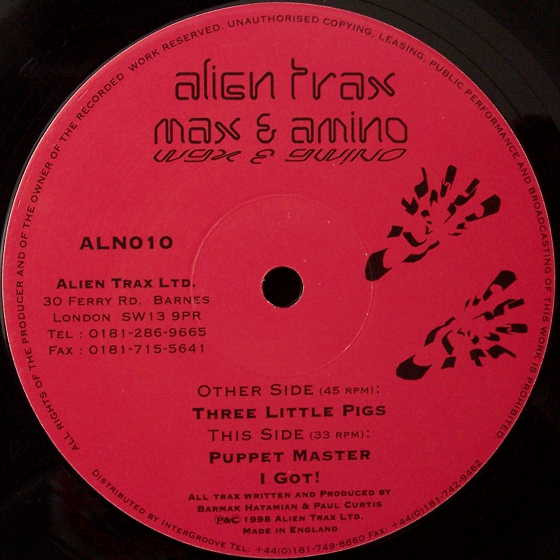 ALL RIGHTS OF THE PRODUCER AND OF THE OWNER OF THE RECORDED WORK RESERVED. UNAUTHORISED COPYING, LEASING, PUBLIC PERFORMANCE AND BROADCASTING OF THIS WORK IS PROHIBITED.
alien trax
max & amino
max & amino
ALN010
ALIEN TRAX LTD.
30 FERRY RD. BARNES
LONDON SW13 9PR
TEL : 0181-286-9665
FAX : 0181-715-5641
OTHER SIDE (45 RPM):
THREE LITTLE PIGS
THIS SIDE (33 RPM):
PUPPET MASTER
I GOT!
ALL TRAX WRITTEN AND PRODUCED BY
BARMAK HATAMIAN & PAUL CURTIS
℗&© 1998 ALIEN TRAX LTD.
MADE IN ENGLAND
DISTRIBUTED BY INTERGROOVE TEL: ++44(0)181-749-8860 FAX: ++44(0)181-742-9462